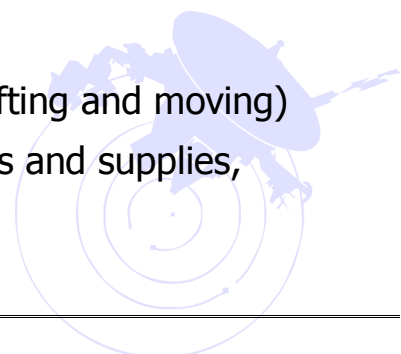 fting and moving)
s and supplies,